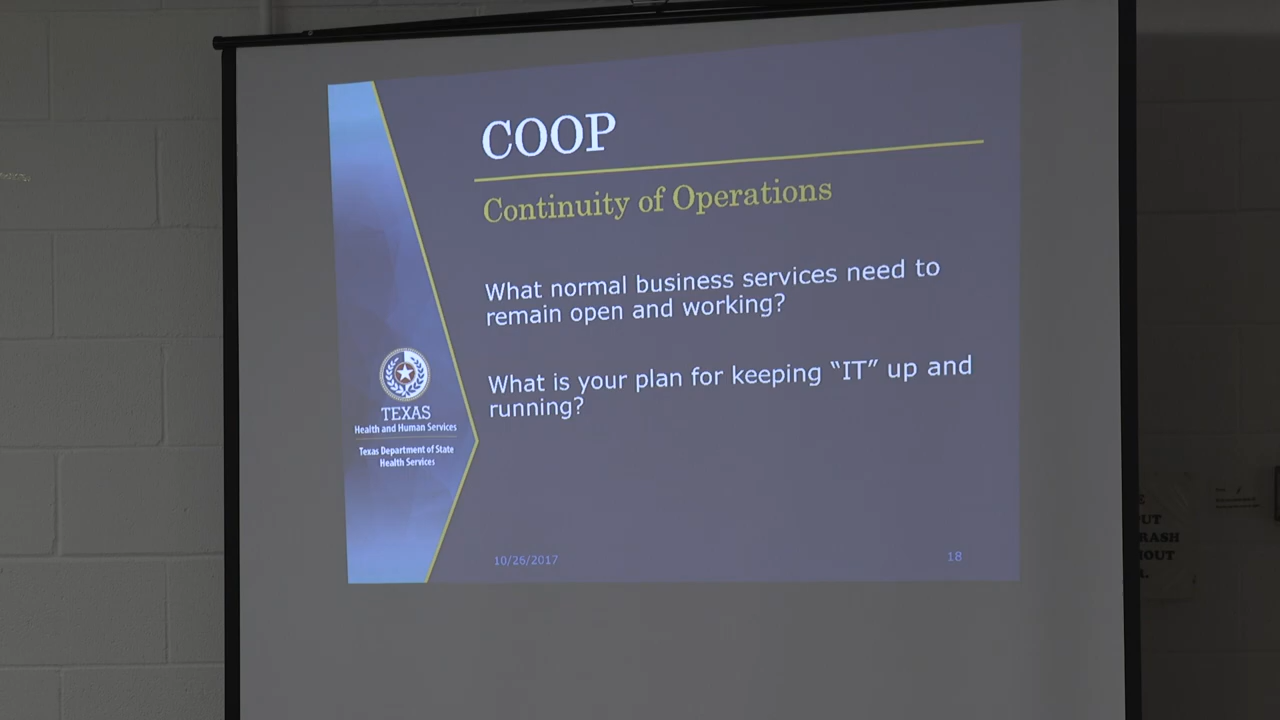 COOP
Continuity of Operations
What normal business services need to
remain open and working?
What is your plan for keeping “IT” up and
running?
TEXAS
Health and Human Services
Texas Department of State
Health Services
10/26/2017
18